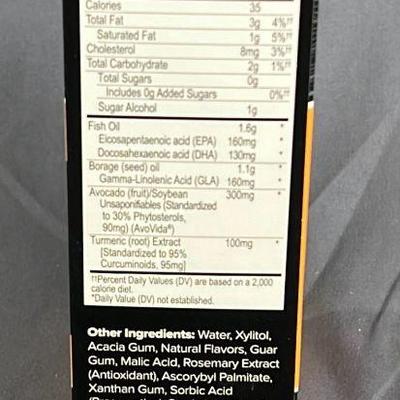 Calories 35
Total Fat 3g 4%††
Saturated Fat 1g 5%††
Cholesterol 8mg 3%††
Total Carbohydrate 2g 1%††
Total Sugars 0g
Includes 0g Added Sugars 0%††
Sugar Alcohol 1g
Fish Oil 1.6g *
Eicosapentaenoic acid (EPA) 160mg *
Docosahexaenoic acid (DHA) 130mg *
Borage (seed) oil 1.1g *
Gamma-Linolenic Acid (GLA) 160mg *
Avocado (fruit)/Soybean 300mg *
Unsaponifiables (Standardized
to 30% Phytosterols,
90mg) (AvoVida®)
Turmeric (root) Extract 100mg *
[Standardized to 95%
Curcuminoids, 95mg]
††Percent Daily Values (DV) are based on a 2,000
calorie diet.
*Daily Value (DV) not established.
Other Ingredients: Water, Xylitol,
Acacia Gum, Natural Flavors, Guar
Gum, Malic Acid, Rosemary Extract
(Antioxidant), Ascorbyl Palmitate,
Xanthan Gum, Sorbic Acid